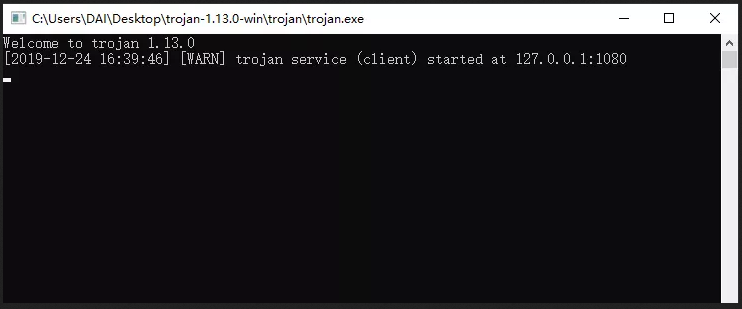 C:\Users\DAI\Desktop\trojan-1.13.0-win\trojan\trojan.exe
Welcome to trojan 1.13.0
[2019-12-24 16:39:46] [WARN] trojan service (client) started at 127.0.0.1:1080